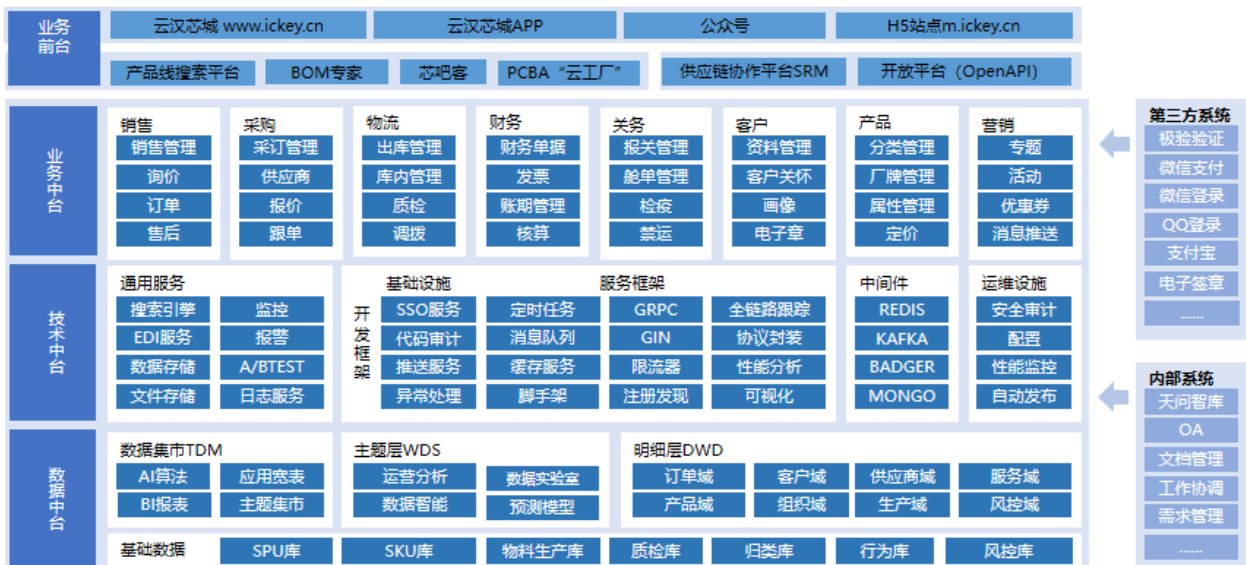 业务前台
云汉芯城 www.ickey.cn 云汉芯城APP 公众号 H5站点m.ickey.cn
产品线搜索平台 BOM专家 芯吧客 PCBA“云工厂” 供应链协作平台SRM 开放平台（OpenAPI）
业务中台
销售 采购 物流 财务 关务 客户 产品 营销
销售管理 采订管理 出库管理 财务单据 报关管理 资料管理 分类管理 专题
询价 供应商 库内管理 发票 舱单管理 客户关怀 厂牌管理 活动
订单 报价 质检 账期管理 检疫 画像 属性管理 优惠券
售后 跟单 调拨 核算 禁运 电子章 定价 消息推送
技术中台
通用服务 开发框架 基础设施 服务框架 中间件 运维设施
搜索引擎 监控 SSO服务 定时任务 GRPC 全链路跟踪 REDIS 安全审计
EDI服务 报警 代码审计 消息队列 GIN 协议封装 KAFKA 配置
数据存储 A/BTEST 推送服务 缓存服务 限流器 性能分析 BADGER 性能监控
文件存储 日志服务 异常处理 脚手架 注册发现 可视化 MONGO 自动发布
数据中台
数据集市TDM 主题层WDS 明细层DWD
AI算法 应用宽表 运营分析 数据实验室 订单域 客户域 供应商域 服务域
BI报表 主题集市 数据智能 预测模型 产品域 组织域 生产域 风控域
基础数据 SPU库 SKU库 物料生产库 质检库 归类库 行为库 风控库
第三方系统
极验验证
微信支付
微信登录
QQ登录
支付宝
电子签章
......
内部系统
天问智库
OA
文档管理
工作协调
需求管理
......